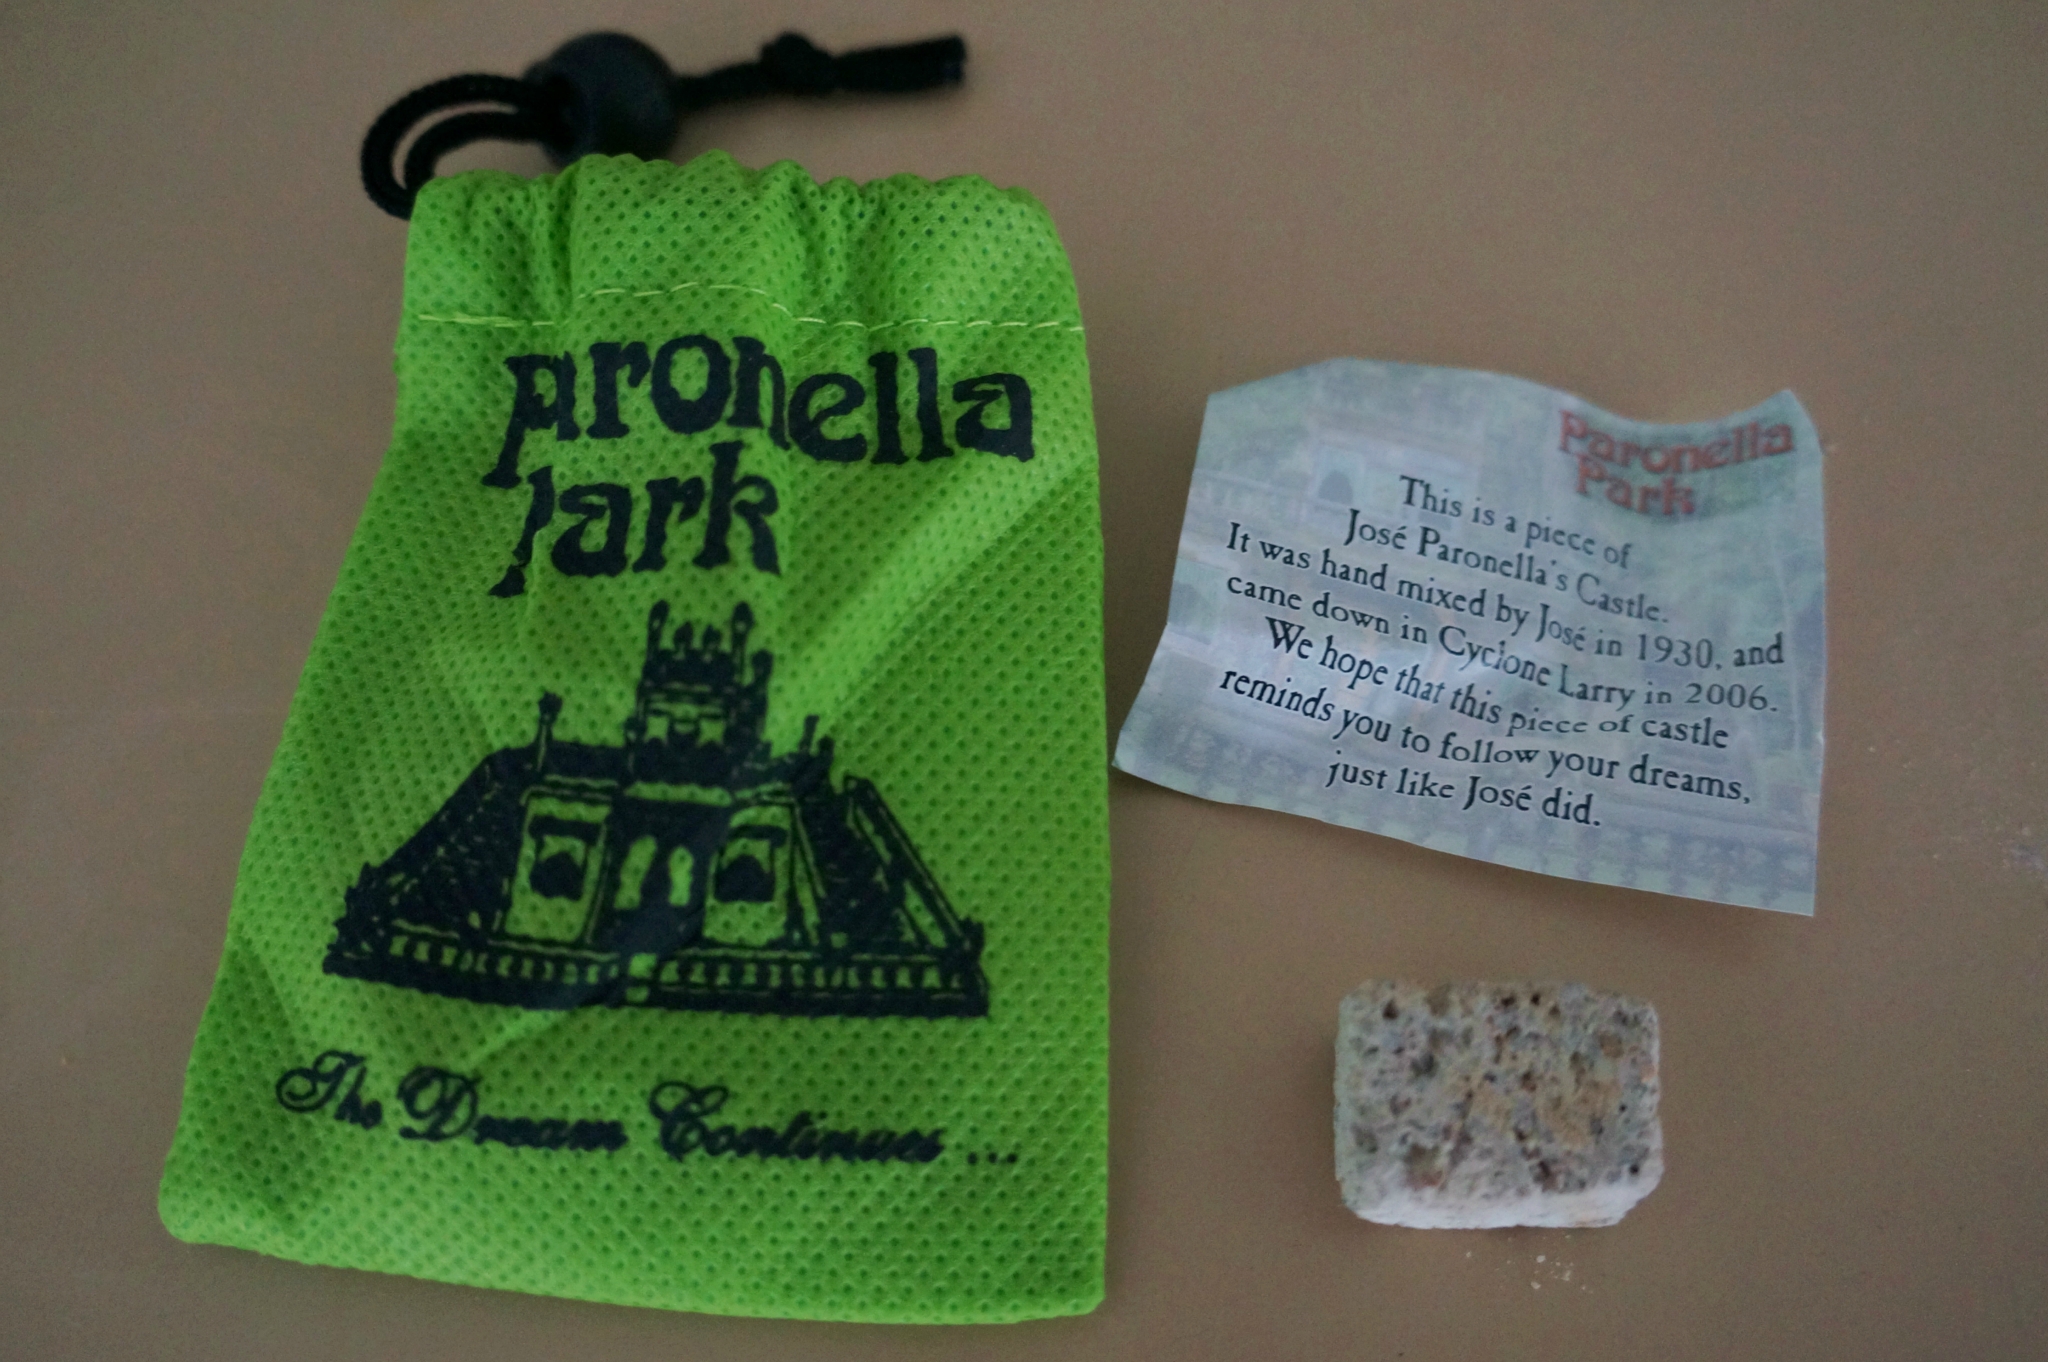 Paronella
Park
The Dream Continues ...
Paronella
Park
This is a piece of
José Paronella's Castle.
It was hand mixed by José in 1930, and
came down in Cyclone Larry in 2006.
We hope that this piece of castle
reminds you to follow your dreams,
just like José did.